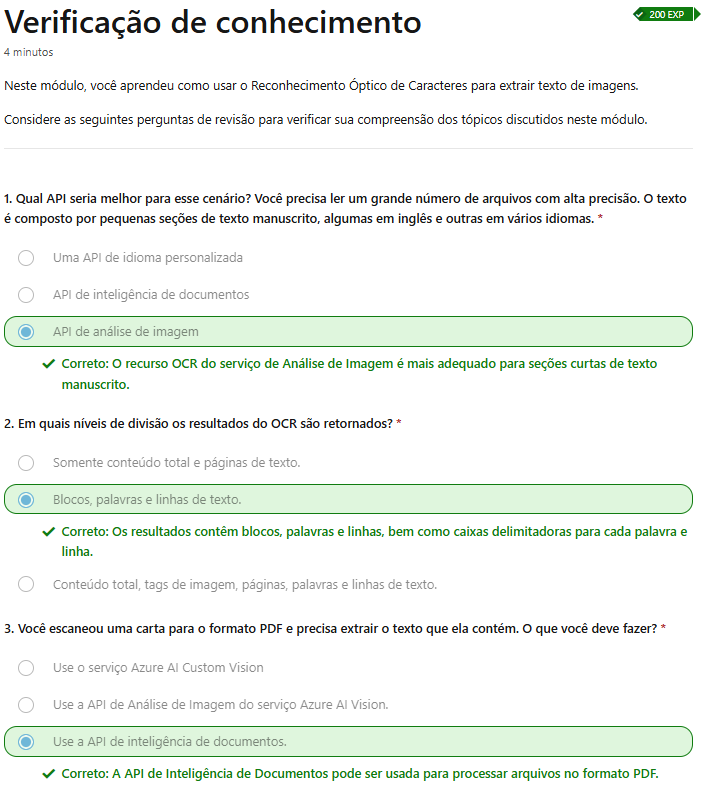 Verificação de conhecimento
200 EXP
4 minutos
Neste módulo, você aprendeu como usar o Reconhecimento Óptico de Caracteres para extrair texto de imagens.
Considere as seguintes perguntas de revisão para verificar sua compreensão dos tópicos discutidos neste módulo.
1. Qual API seria melhor para esse cenário? Você precisa ler um grande número de arquivos com alta precisão. O texto
é composto por pequenas seções de texto manuscrito, algumas em inglês e outras em vários idiomas. *
Uma API de idioma personalizada
API de inteligência de documentos
API de análise de imagem
Correto: O recurso OCR do serviço de Análise de Imagem é mais adequado para seções curtas de texto
manuscrito.
2. Em quais níveis de divisão os resultados do OCR são retornados? *
Somente conteúdo total e páginas de texto.
Blocos, palavras e linhas de texto.
Correto: Os resultados contêm blocos, palavras e linhas, bem como caixas delimitadoras para cada palavra e
linha.
Conteúdo total, tags de imagem, páginas, palavras e linhas de texto.
3. Você escaneou uma carta para o formato PDF e precisa extrair o texto que ela contém. O que você deve fazer? *
Use o serviço Azure AI Custom Vision
Use a API de Análise de Imagem do serviço Azure AI Vision.
Use a API de inteligência de documentos.
Correto: A API de Inteligência de Documentos pode ser usada para processar arquivos no formato PDF.